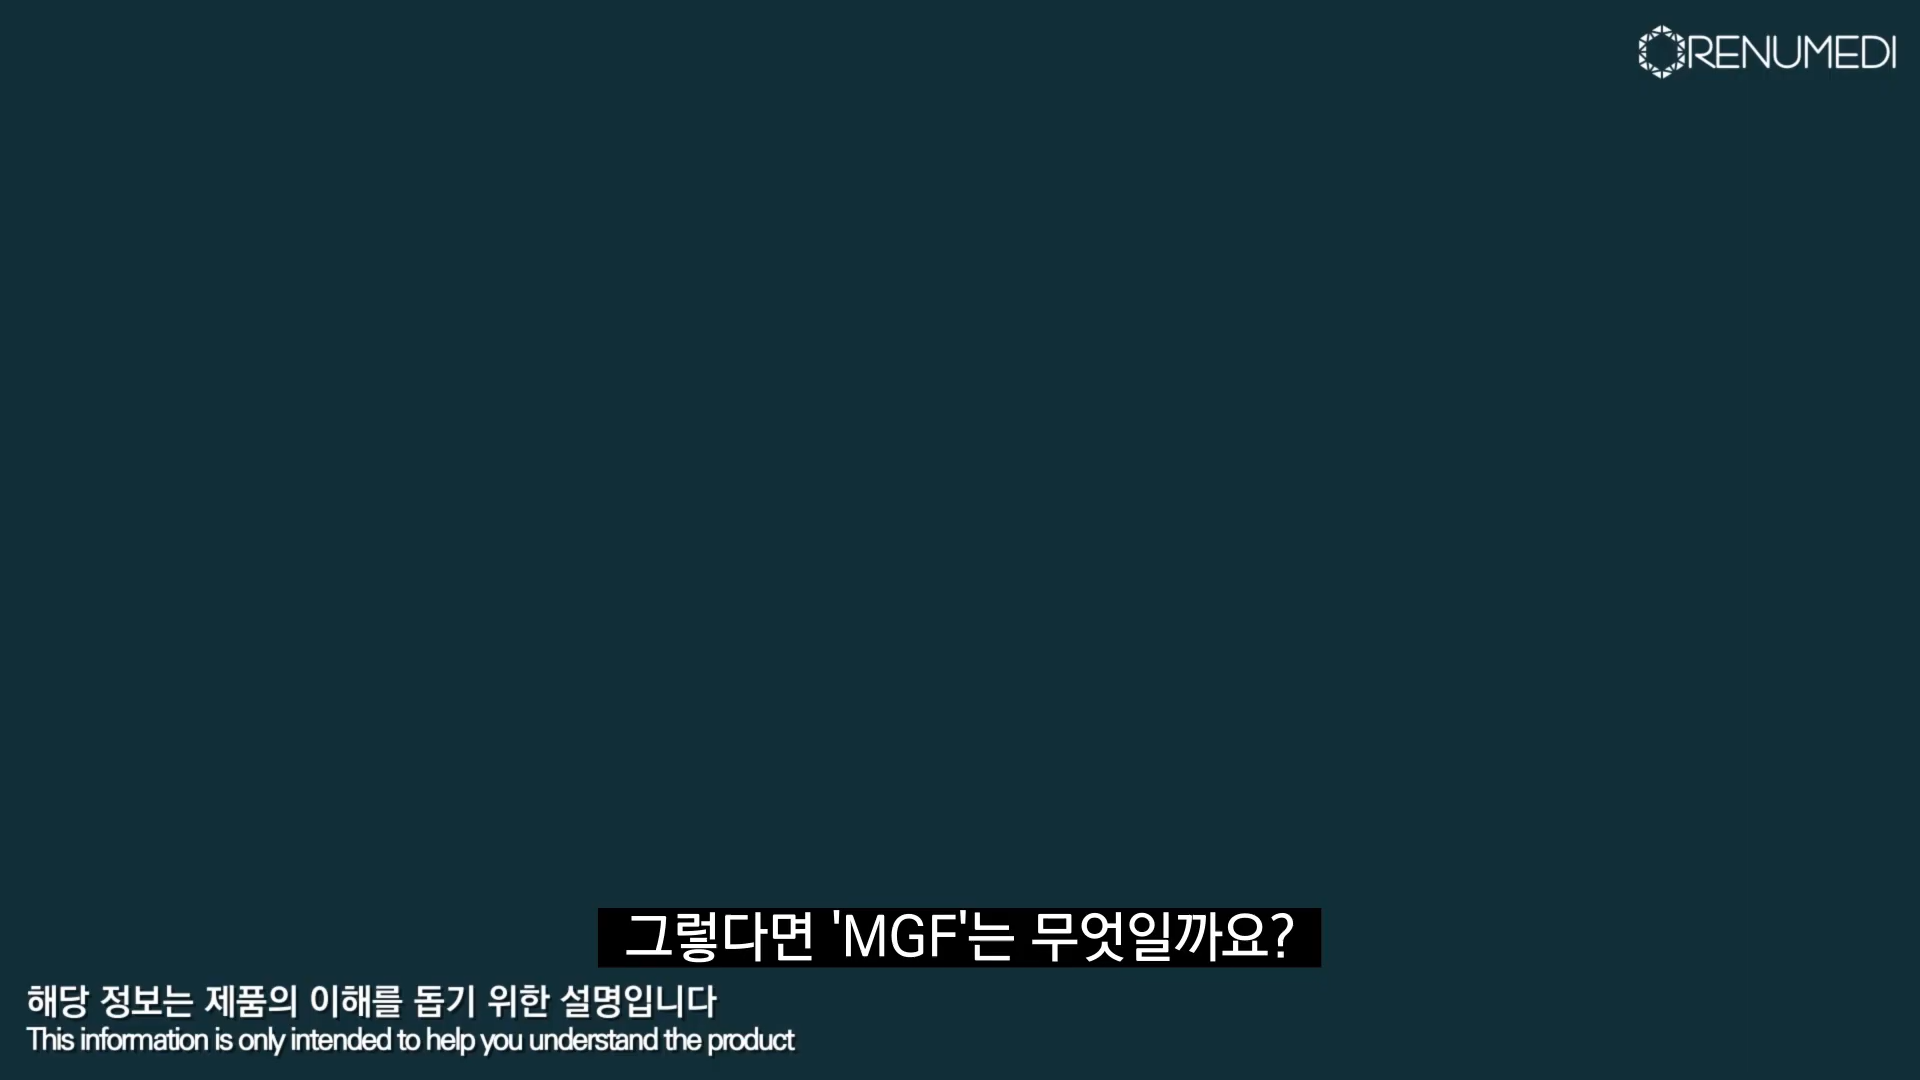 RENUMEDI
그렇다면 'MGF'는 무엇일까요?
해당 정보는 제품의 이해를 돕기 위한 설명입니다
This information is only intended to help you understand the product